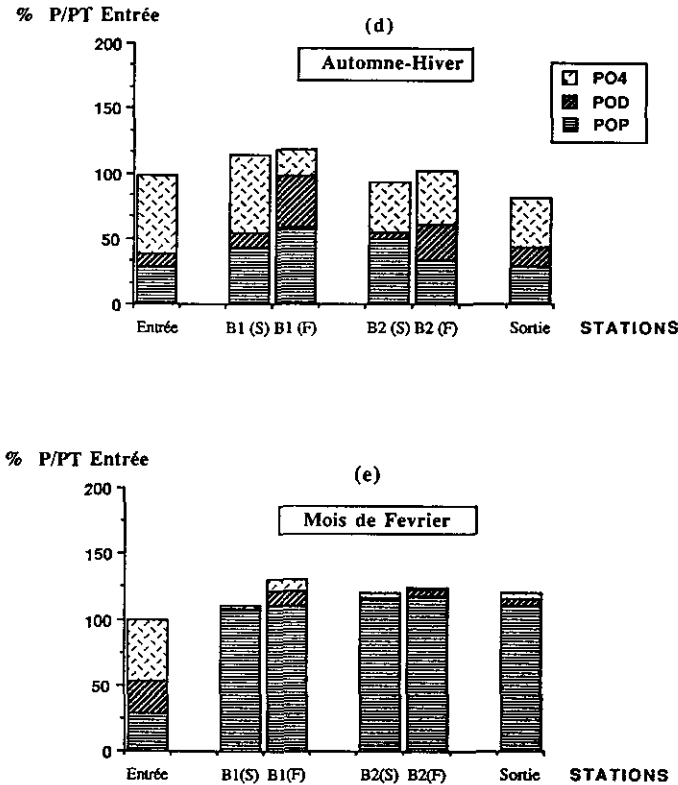 % P/PT Entrée
(d)
Automne-Hiver
PO4
POD
POP
200
150
100
50
0
Entrée B1 (S) B1 (F) B2 (S) B2 (F) Sortie STATIONS
% P/PT Entrée
(e)
Mois de Fevrier
200
150
100
50
0
Entrée B1(S) B1(F) B2(S) B2(F) Sortie STATIONS